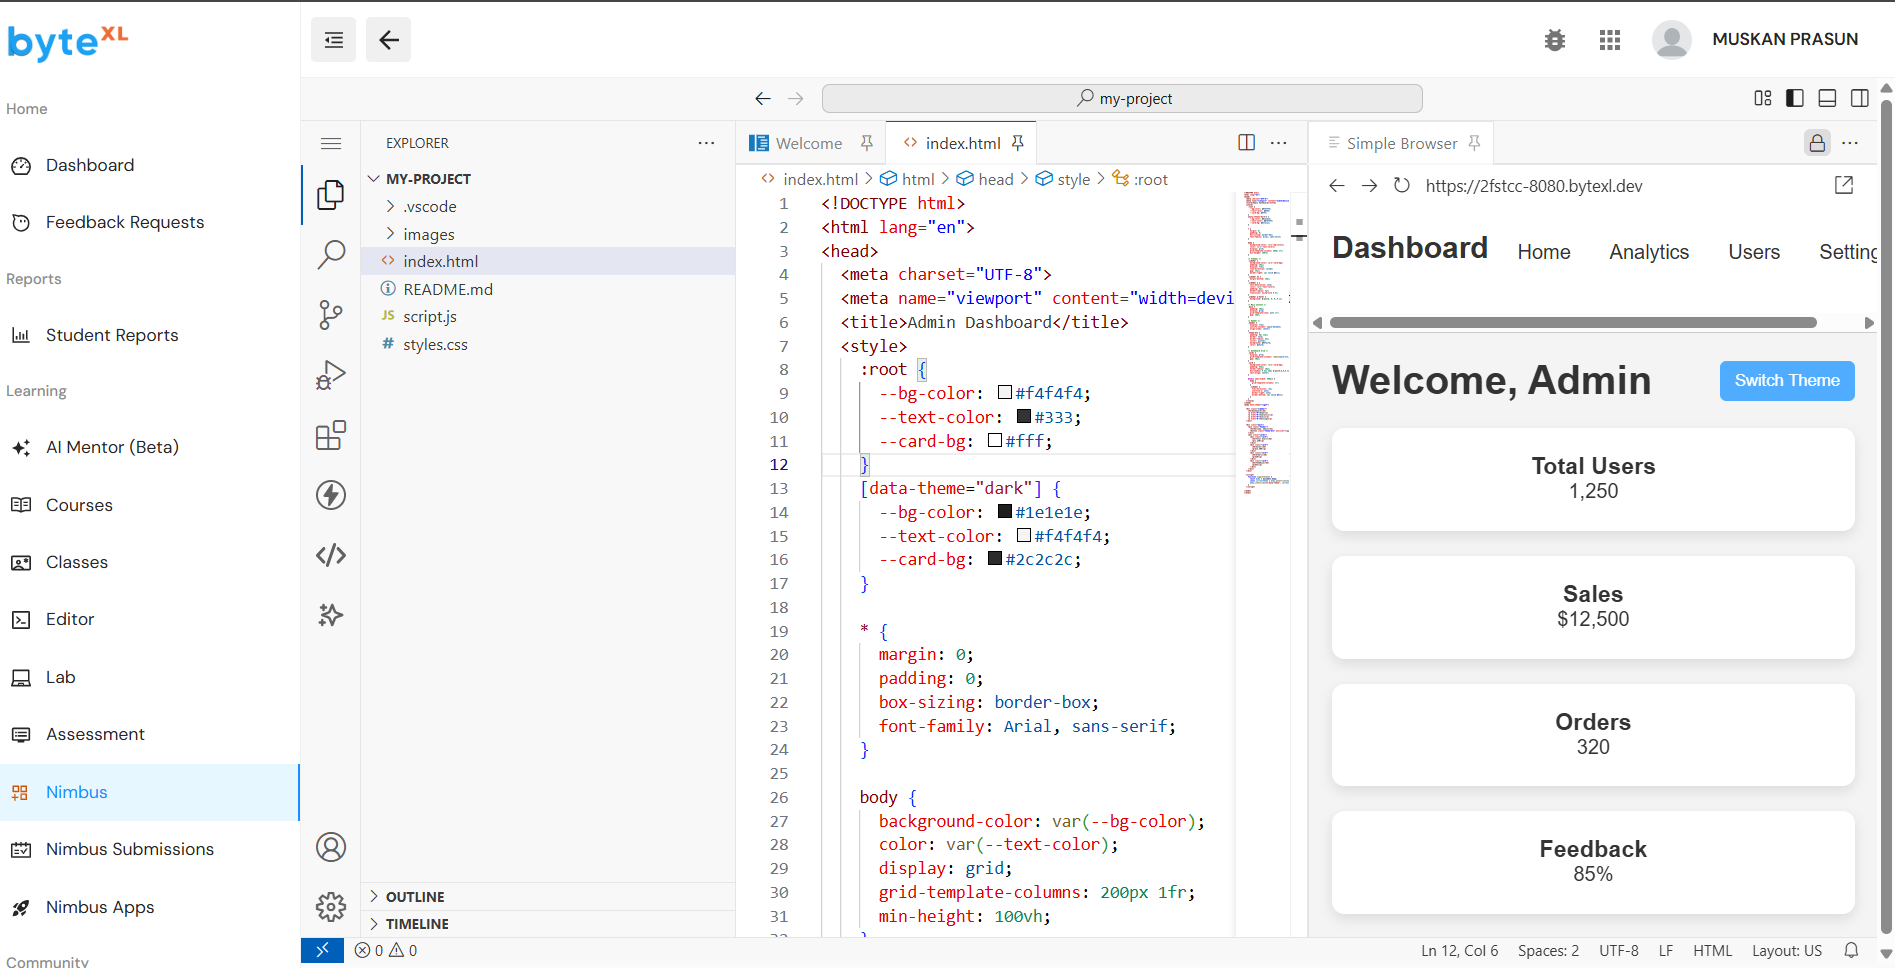 byteXL
MUSKAN PRASUN
Home
Dashboard
Feedback Requests
Reports
Student Reports
Learning
AI Mentor (Beta)
Courses
Classes
Editor
Lab
Assessment
Nimbus
Nimbus Submissions
Nimbus Apps
Community
my-project
EXPLORER
MY-PROJECT
.vscode
images
index.html
README.md
JS script.js
# styles.css
OUTLINE
TIMELINE
Welcome
index.html
index.html > html > head > style > :root
1 <!DOCTYPE html>
2 <html lang="en">
3 <head>
4 <meta charset="UTF-8">
5 <meta name="viewport" content="width=devi
6 <title>Admin Dashboard</title>
7 <style>
8 :root {
9 --bg-color: #f4f4f4;
10 --text-color: #333;
11 --card-bg: #fff;
12 }
13 [data-theme="dark"] {
14 --bg-color: #1e1e1e;
15 --text-color: #f4f4f4;
16 --card-bg: #2c2c2c;
17 }
18
19 * {
20 margin: 0;
21 padding: 0;
22 box-sizing: border-box;
23 font-family: Arial, sans-serif;
24 }
25
26 body {
27 background-color: var(--bg-color);
28 color: var(--text-color);
29 display: grid;
30 grid-template-columns: 200px 1fr;
31 min-height: 100vh;
Simple Browser
https://2fstcc-8080.bytexl.dev
Dashboard Home Analytics Users Setting
Welcome, Admin
Switch Theme
Total Users
1,250
Sales
$12,500
Orders
320
Feedback
85%
0 0
Ln 12, Col 6 Spaces: 2 UTF-8 LF HTML Layout: US